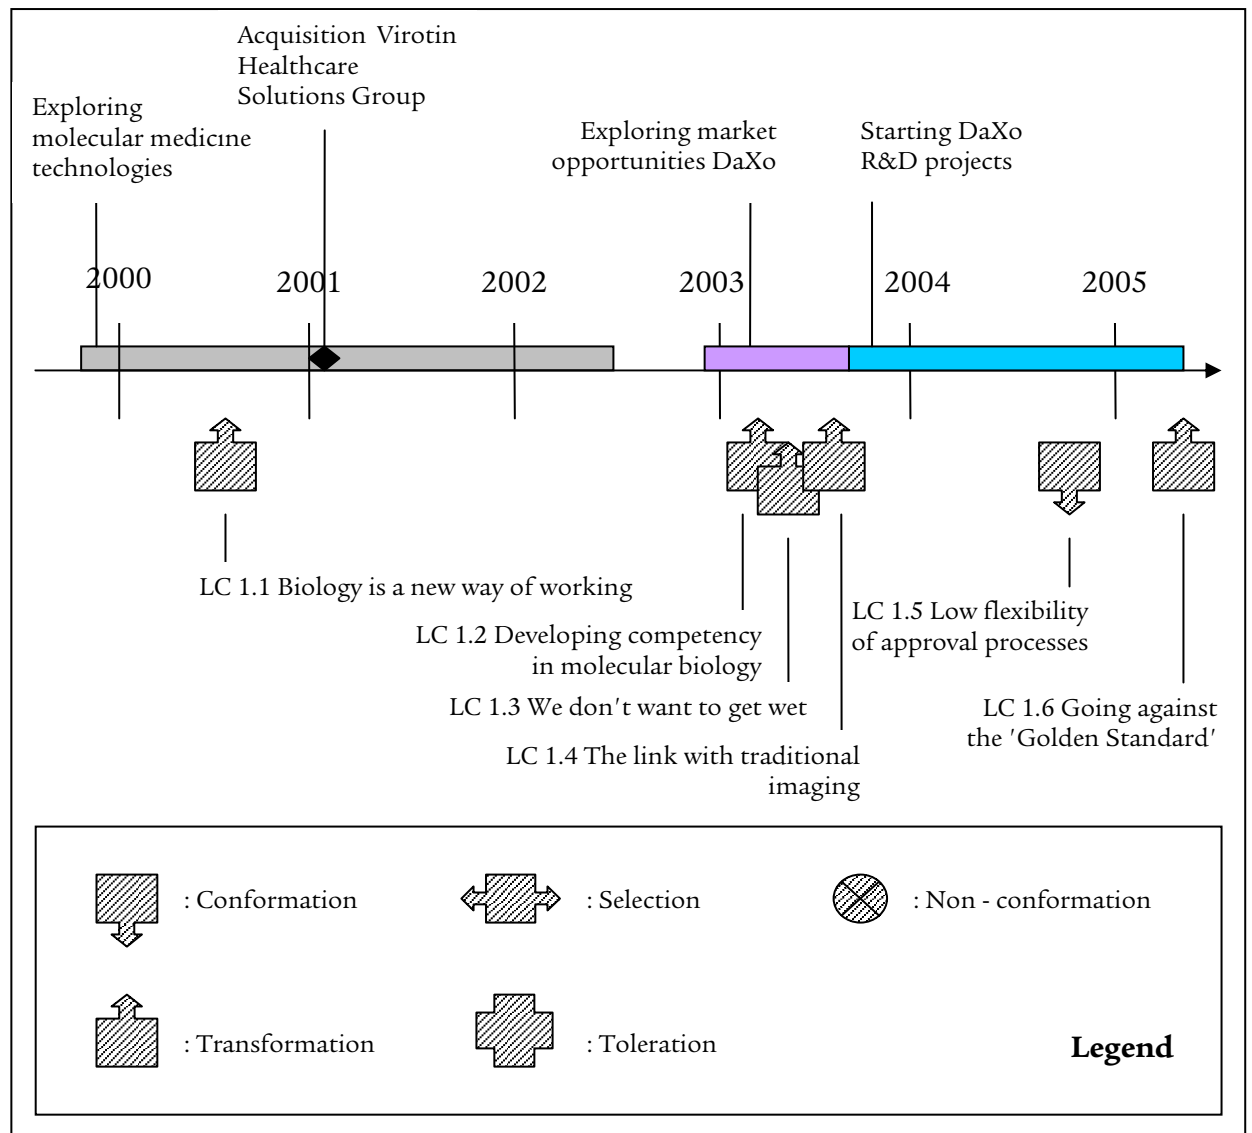 Acquisition Virotin
Healthcare
Solutions Group
Exploring
molecular medicine
technologies
Exploring market
opportunities DaXo
Starting DaXo
R&D projects
2000
2001
2002
2003
2004
2005
LC 1.1 Biology is a new way of working
LC 1.2 Developing competency
in molecular biology
LC 1.3 We don't want to get wet
LC 1.4 The link with traditional
imaging
LC 1.5 Low flexibility
of approval processes
LC 1.6 Going against
the 'Golden Standard'
: Conformation
: Selection
: Non - conformation
: Transformation
: Toleration
Legend